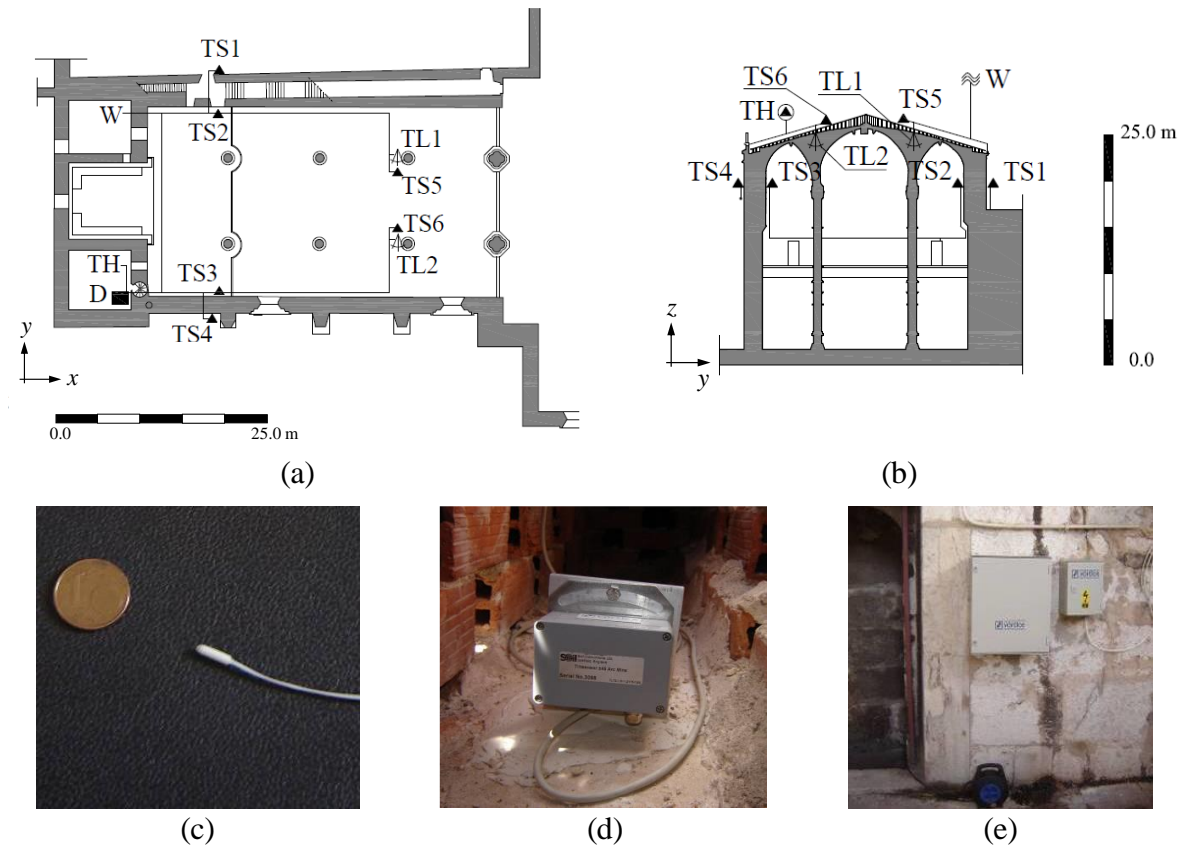 TS1
W
TS2
TL1
TS5
TS6
TL2
TH
D
TS3
TS4
y
x
0.0 25.0 m
(a)
TS6 TL1
TH TS5 W
25.0 m
TL2
TS4 TS3 TS2 TS1
z
y
0.0
(b)
(c)
(d)
(e)